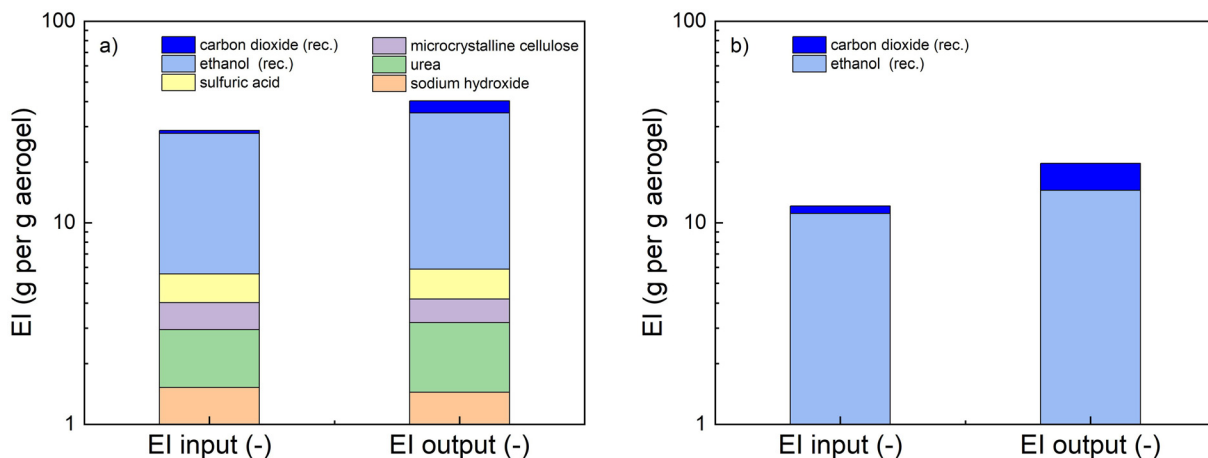 a)
carbon dioxide (rec.)
ethanol (rec.)
sulfuric acid
microcrystalline cellulose
urea
sodium hydroxide
EI (g per g aerogel)
100
10
1
EI input (-)
EI output (-)
b)
carbon dioxide (rec.)
ethanol (rec.)
EI (g per g aerogel)
100
10
1
EI input (-)
EI output (-)